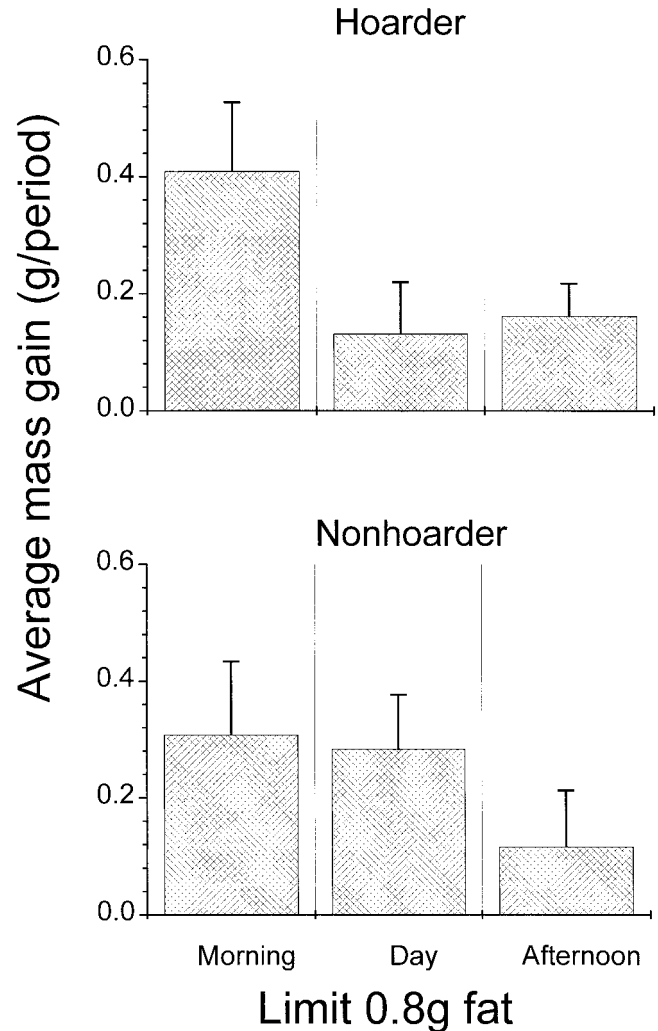 Hoarder
0.6
0.4
0.2
0.0
Average mass gain (g/period)
Nonhoarder
0.6
0.4
0.2
0.0
Morning Day Afternoon
Limit 0.8g fat